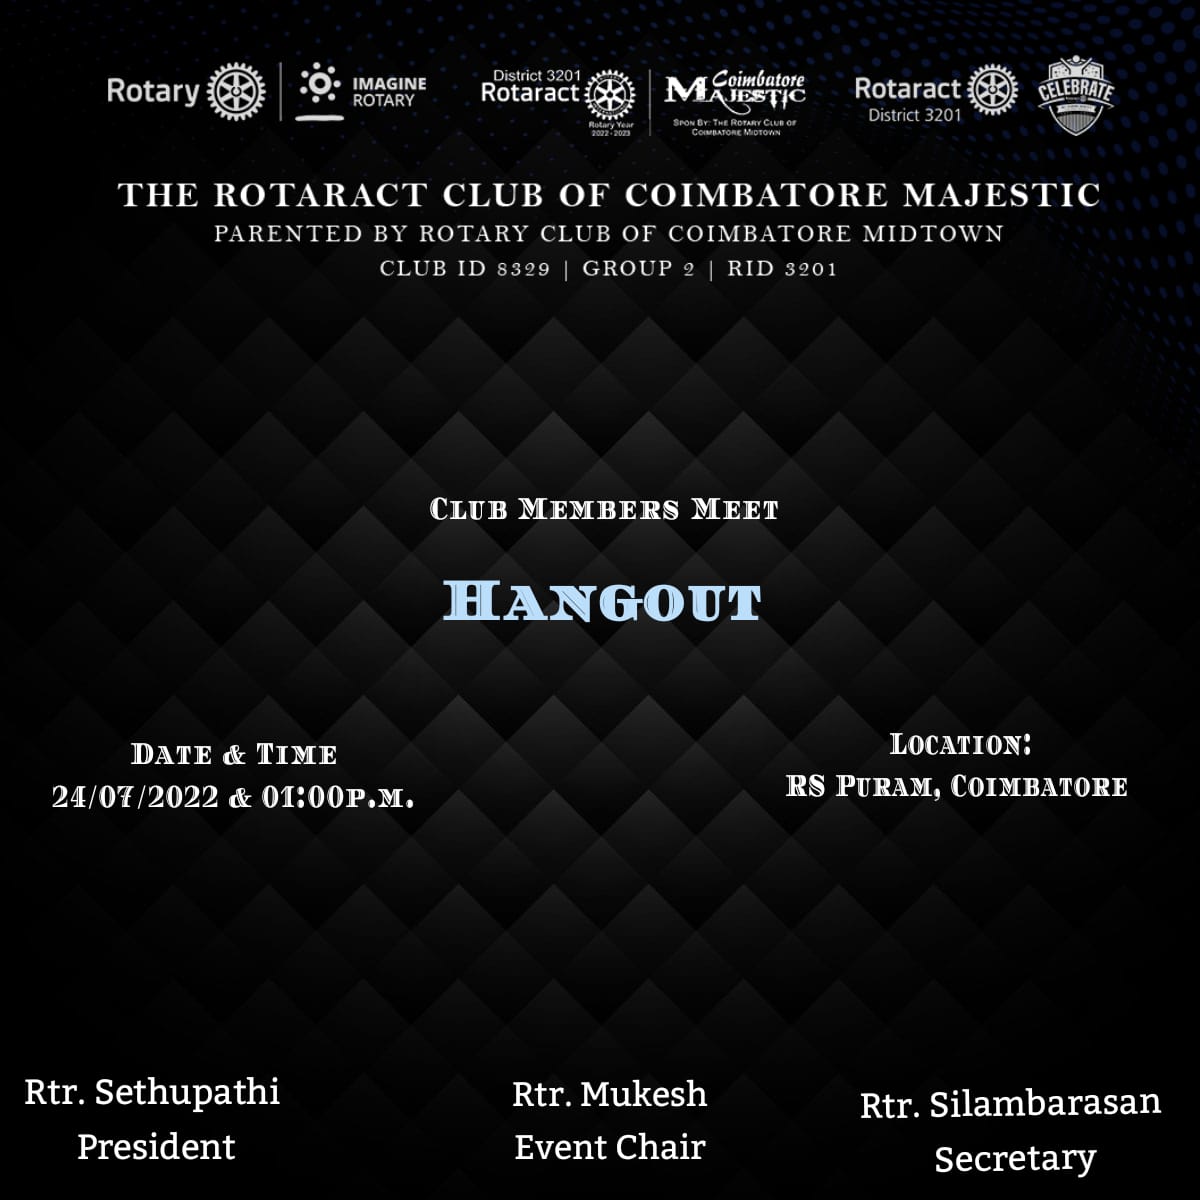 Rotary
IMAGINE
ROTARY
District 3201
Rotaract
Rotary Year
2022-2023
Coimbatore
MAJESTIC
SPON BY: THE ROTARY CLUB OF
COIMBATORE MIDTOWN
Rotaract
District 3201
CELEBRATE
THE ROTARACT CLUB OF COIMBATORE MAJESTIC
PARENTED BY ROTARY CLUB OF COIMBATORE MIDTOWN
CLUB ID 8329 | GROUP 2 | RID 3201
CLUB MEMBERS MEET
HANGOUT
DATE & TIME
24/07/2022 & 01:00P.M.
LOCATION:
RS PURAM, COIMBATORE
Rtr. Sethupathi
President
Rtr. Mukesh
Event Chair
Rtr. Silambarasan
Secretary